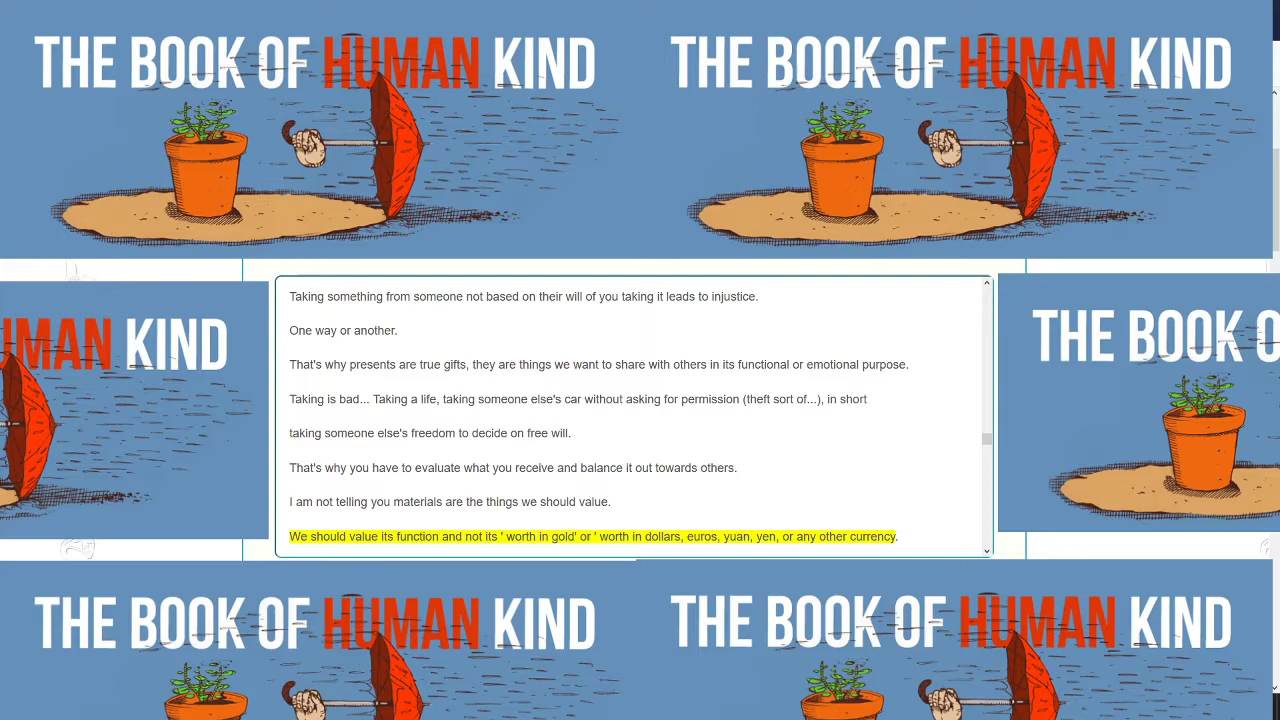 THE BOOK OF HUMAN KIND
THE BOOK OF HUMAN KIND
Taking something from someone not based on their will of you taking it leads to injustice.
One way or another.
That's why presents are true gifts, they are things we want to share with others in its functional or emotional purpose.
Taking is bad... Taking a life, taking someone else's car without asking for permission (theft sort of...), in short
taking someone else's freedom to decide on free will.
That's why you have to evaluate what you receive and balance it out towards others.
I am not telling you materials are the things we should value.
We should value its function and not its ' worth in gold' or ' worth in dollars, euros, yuan, yen, or any other currency.
UMAN KIND
THE BOOK O
THE BOOK OF HUMAN KIND
THE BOOK OF HUMAN KIND